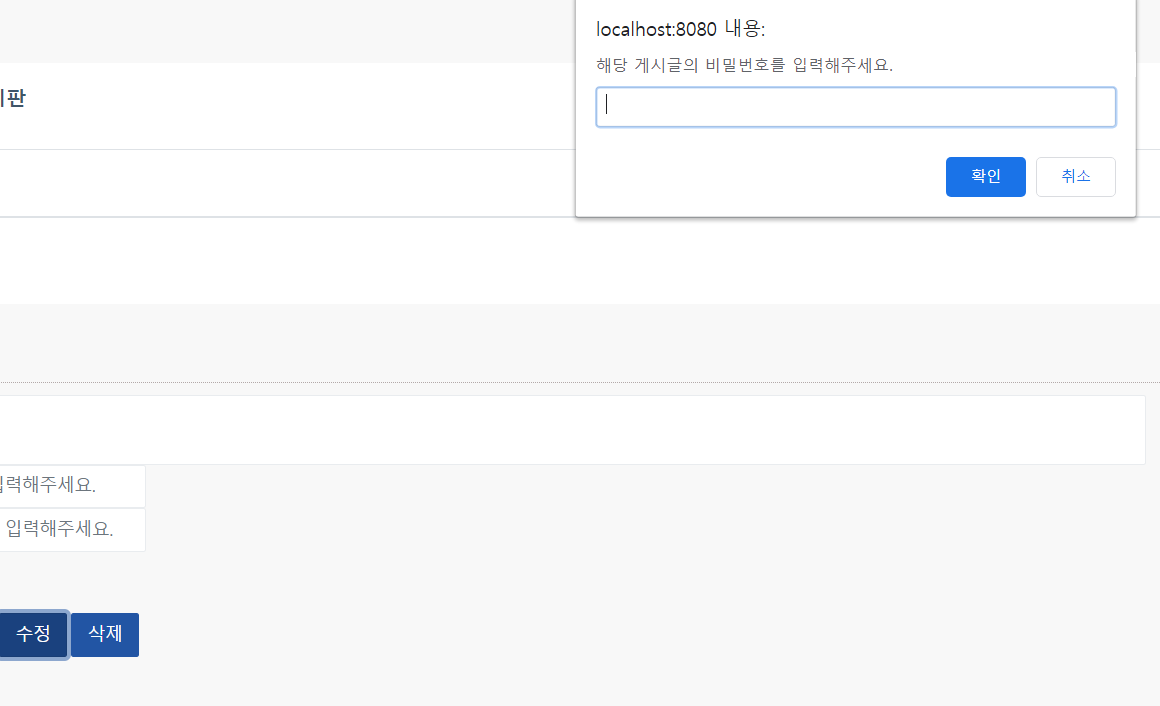 localhost:8080 내용:
해당 게시글의 비밀번호를 입력해주세요.
확인 취소
판
력해주세요.
입력해주세요.
수정 삭제